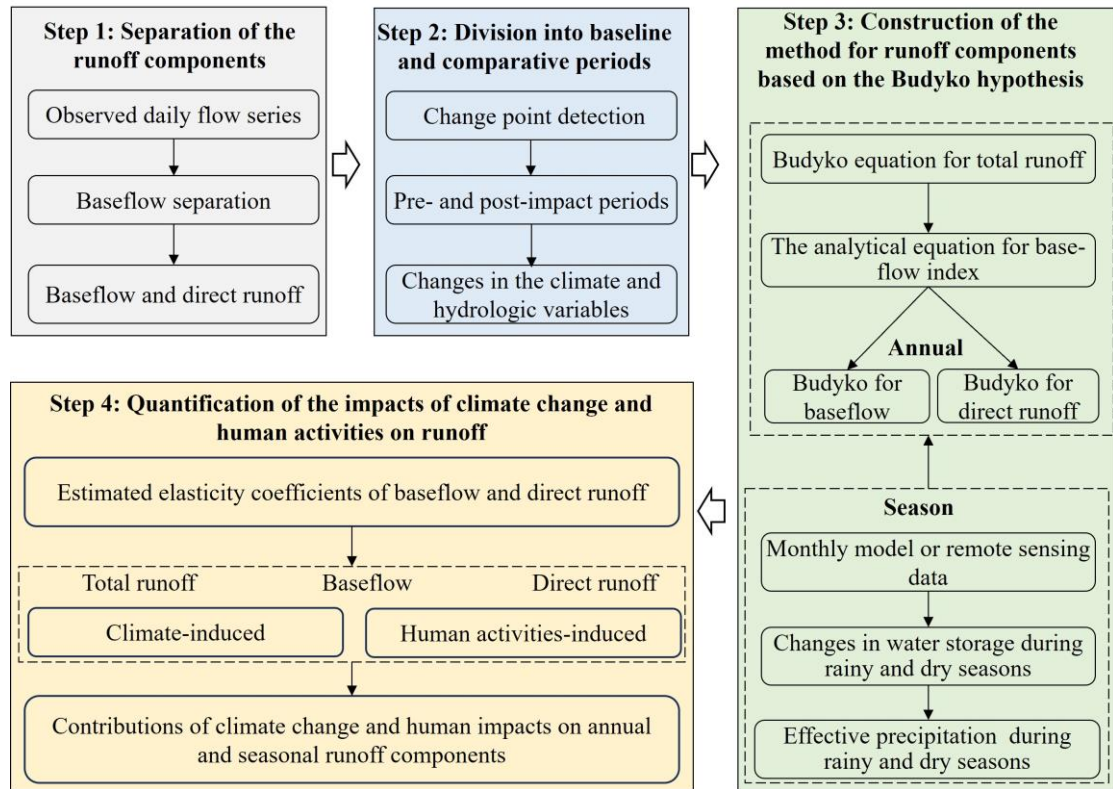 Step 1: Separation of the
runoff components
Observed daily flow series
Baseflow separation
Baseflow and direct runoff
Step 2: Division into baseline
and comparative periods
Change point detection
Pre- and post-impact periods
Changes in the climate and
hydrologic variables
Step 3: Construction of the
method for runoff components
based on the Budyko hypothesis
Budyko equation for total runoff
The analytical equation for base-
flow index
Annual
Budyko for
baseflow
Budyko for
direct runoff
Season
Monthly model or remote sensing
data
Changes in water storage during
rainy and dry seasons
Effective precipitation during
rainy and dry seasons
Step 4: Quantification of the impacts of climate change and
human activities on runoff
Estimated elasticity coefficients of baseflow and direct runoff
Total runoff Baseflow Direct runoff
Climate-induced
Human activities-induced
Contributions of climate change and human impacts on annual
and seasonal runoff components